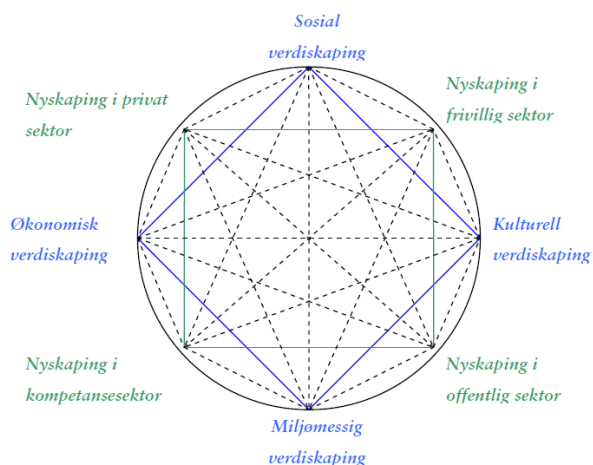 Sosial
verdiskaping
Nyskaping i privat
sektor
Nyskaping i
frivillig sektor
Økonomisk
verdiskaping
Kulturell
verdiskaping
Nyskaping i
kompetansesektor
Nyskaping i
offentlig sektor
Miljømessig
verdiskaping